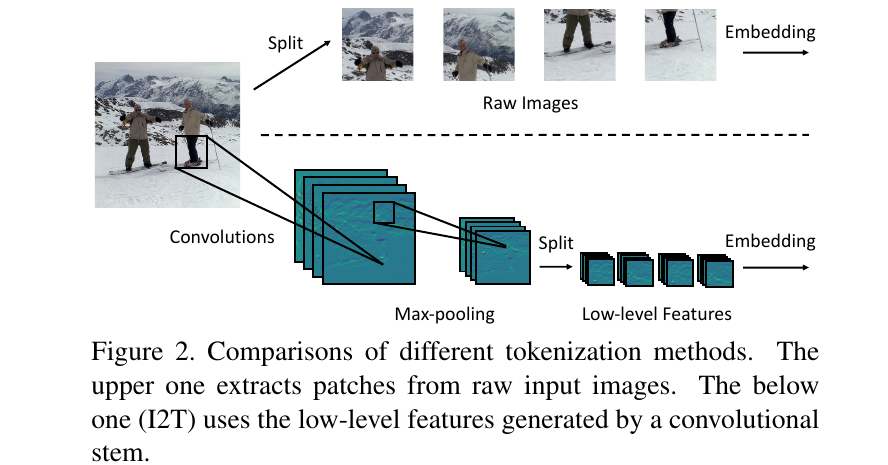 Split
Embedding
Raw Images
Convolutions
Split
Embedding
Max-pooling
Low-level Features
Figure 2. Comparisons of different tokenization methods. The
upper one extracts patches from raw input images. The below
one (I2T) uses the low-level features generated by a convolutional
stem.